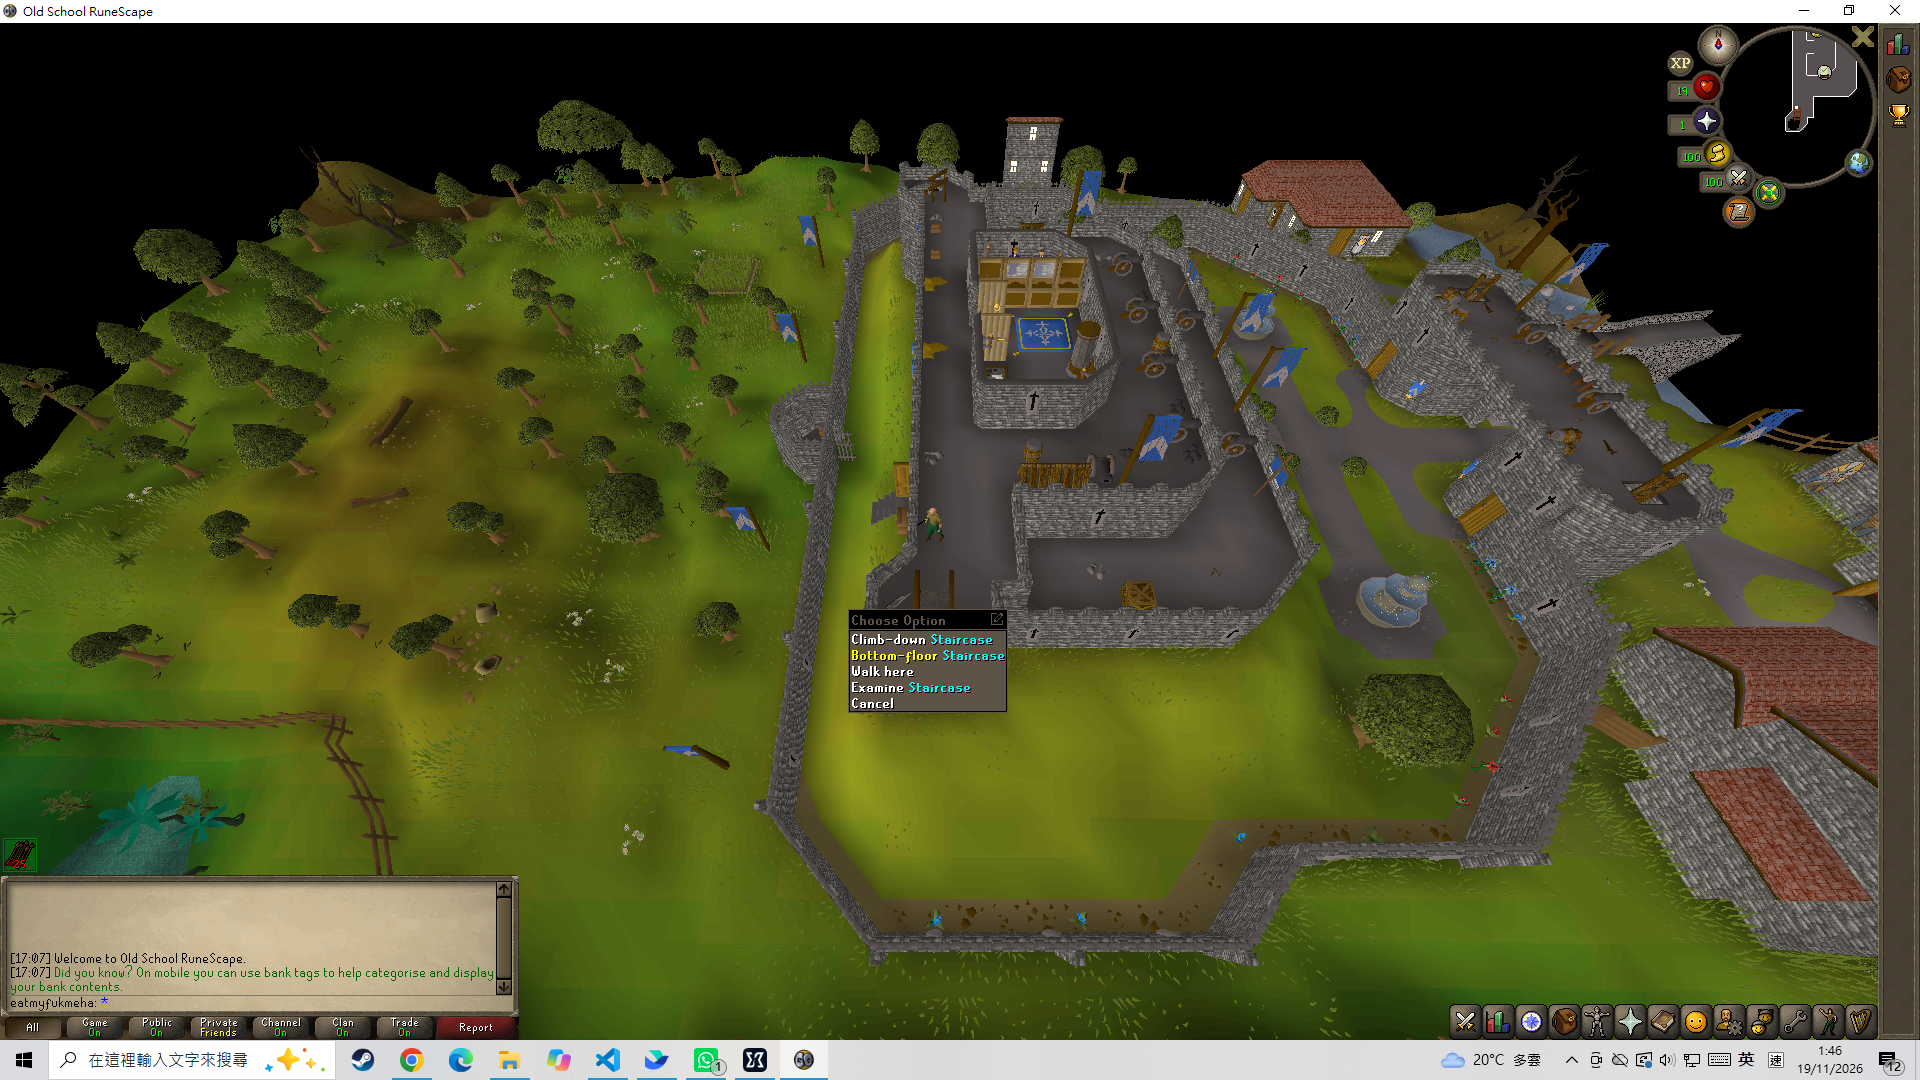 Old School RuneScape
N
XP
19
1
100
100
Choose Option
Climb-down Staircase
Bottom-floor Staircase
Walk here
Examine Staircase
Cancel
25
[17:07] Welcome to Old School RuneScape.
[17:07] Did you know? On mobile you can use bank tags to help categorise and display
your bank contents.
eatmyfukmeha: *
All
Game
On
Public
On
Private
Friends
Channel
On
Clan
On
Trade
On
Report
在這裡輸入文字來搜尋
1
20°C 多雲
英
速
1:46
19/11/2026
12